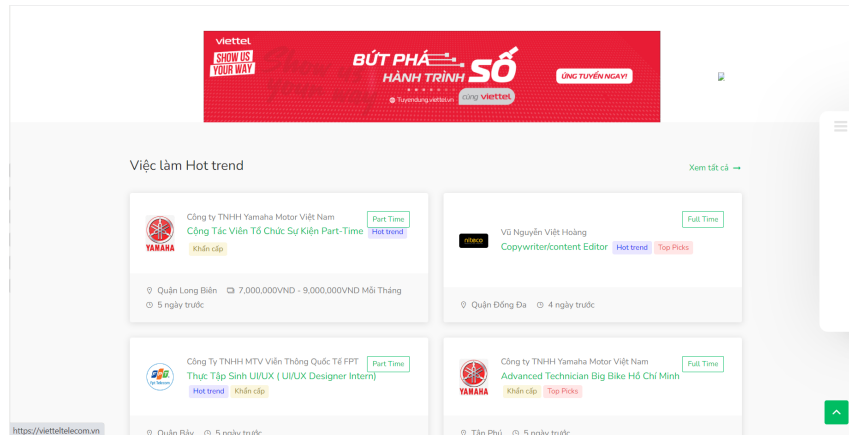 viettel
SHOW US
YOUR WAY
Show us
your way
BỨT PHÁ
HÀNH TRÌNH SỐ
cùng viettel
Tuyendung.viettel.vn
ỨNG TUYỂN NGAY!
Việc làm Hot trend
Xem tất cả →
Công ty TNHH Yamaha Motor Việt Nam
Part Time
Cộng Tác Viên Tổ Chức Sự Kiện Part-Time Hot trend
Khẩn cấp
YAMAHA
Quận Long Biên 7,000,000VND - 9,000,000VND Mỗi Tháng
5 ngày trước
Full Time
Vũ Nguyễn Việt Hoàng
niteco
Copywriter/content Editor Hot trend Top Picks
Quận Đống Đa 4 ngày trước
Công Ty TNHH MTV Viễn Thông Quốc Tế FPT
Part Time
Thực Tập Sinh UI/UX ( UI/UX Designer Intern)
FPT
Fpt Telecom
Hot trend Khẩn cấp
Quận Bảy 5 ngày trước
Công ty TNHH Yamaha Motor Việt Nam
Full Time
Advanced Technician Big Bike Hồ Chí Minh
YAMAHA
Khẩn cấp Top Picks
Tân Phú 5 ngày trước
https://vietteltelecom.vn